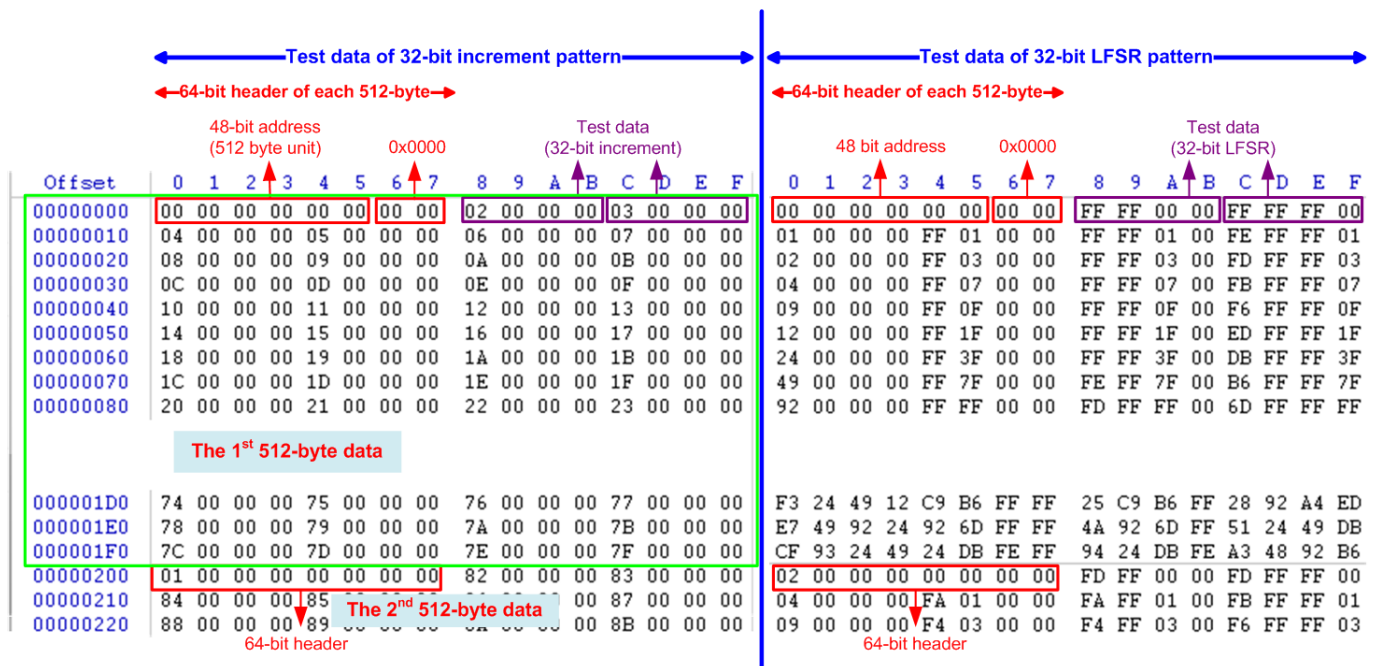 Test data of 32-bit increment pattern
Test data of 32-bit LFSR pattern
64-bit header of each 512-byte
64-bit header of each 512-byte
48-bit address
(512 byte unit)
0x0000
Test data
(32-bit increment)
48 bit address
0x0000
Test data
(32-bit LFSR)
Offset 0 1 2 3 4 5 6 7 8 9 A B C D E F 0 1 2 3 4 5 6 7 8 9 A B C D E F
00000000 00 00 00 00 00 00 00 00 02 00 00 00 03 00 00 00 00 00 00 00 00 00 00 00 FF FF 00 00 FF FF FF 00
00000010 04 00 00 00 05 00 00 00 06 00 00 00 07 00 00 00 01 00 00 00 FF 01 00 00 FF FF 01 00 FE FF FF 01
00000020 08 00 00 00 09 00 00 00 0A 00 00 00 0B 00 00 00 02 00 00 00 FF 03 00 00 FF FF 03 00 FD FF FF 03
00000030 0C 00 00 00 0D 00 00 00 0E 00 00 00 0F 00 00 00 04 00 00 00 FF 07 00 00 FF FF 07 00 FB FF FF 07
00000040 10 00 00 00 11 00 00 00 12 00 00 00 13 00 00 00 09 00 00 00 FF 0F 00 00 FF FF 0F 00 F6 FF FF 0F
00000050 14 00 00 00 15 00 00 00 16 00 00 00 17 00 00 00 12 00 00 00 FF 1F 00 00 FF FF 1F 00 ED FF FF 1F
00000060 18 00 00 00 19 00 00 00 1A 00 00 00 1B 00 00 00 24 00 00 00 FF 3F 00 00 FF FF 3F 00 DB FF FF 3F
00000070 1C 00 00 00 1D 00 00 00 1E 00 00 00 1F 00 00 00 49 00 00 00 FF 7F 00 00 FE FF 7F 00 B6 FF FF 7F
00000080 20 00 00 00 21 00 00 00 22 00 00 00 23 00 00 00 92 00 00 00 FF FF 00 00 FD FF FF 00 6D FF FF FF
The 1st 512-byte data
000001D0 74 00 00 00 75 00 00 00 76 00 00 00 77 00 00 00 F3 24 49 12 C9 B6 FF FF 25 C9 B6 FF 28 92 A4 ED
000001E0 78 00 00 00 79 00 00 00 7A 00 00 00 7B 00 00 00 E7 49 92 24 92 6D FF FF 4A 92 6D FF 51 24 49 DB
000001F0 7C 00 00 00 7D 00 00 00 7E 00 00 00 7F 00 00 00 CF 93 24 49 24 DB FE FF 94 24 DB FE A3 48 92 B6
00000200 01 00 00 00 00 00 00 00 82 00 00 00 83 00 00 00 02 00 00 00 00 00 00 00 FD FF 00 00 FD FF FF 00
00000210 84 00 00 00 85 00 87 00 00 00 04 00 00 00 FA 01 00 00 FA FF 01 00 FB FF FF 01
The 2nd 512-byte data
00000220 88 00 00 00 89 00 8B 00 00 00 09 00 00 00 F4 03 00 00 F4 FF 03 00 F6 FF FF 03
64-bit header
64-bit header